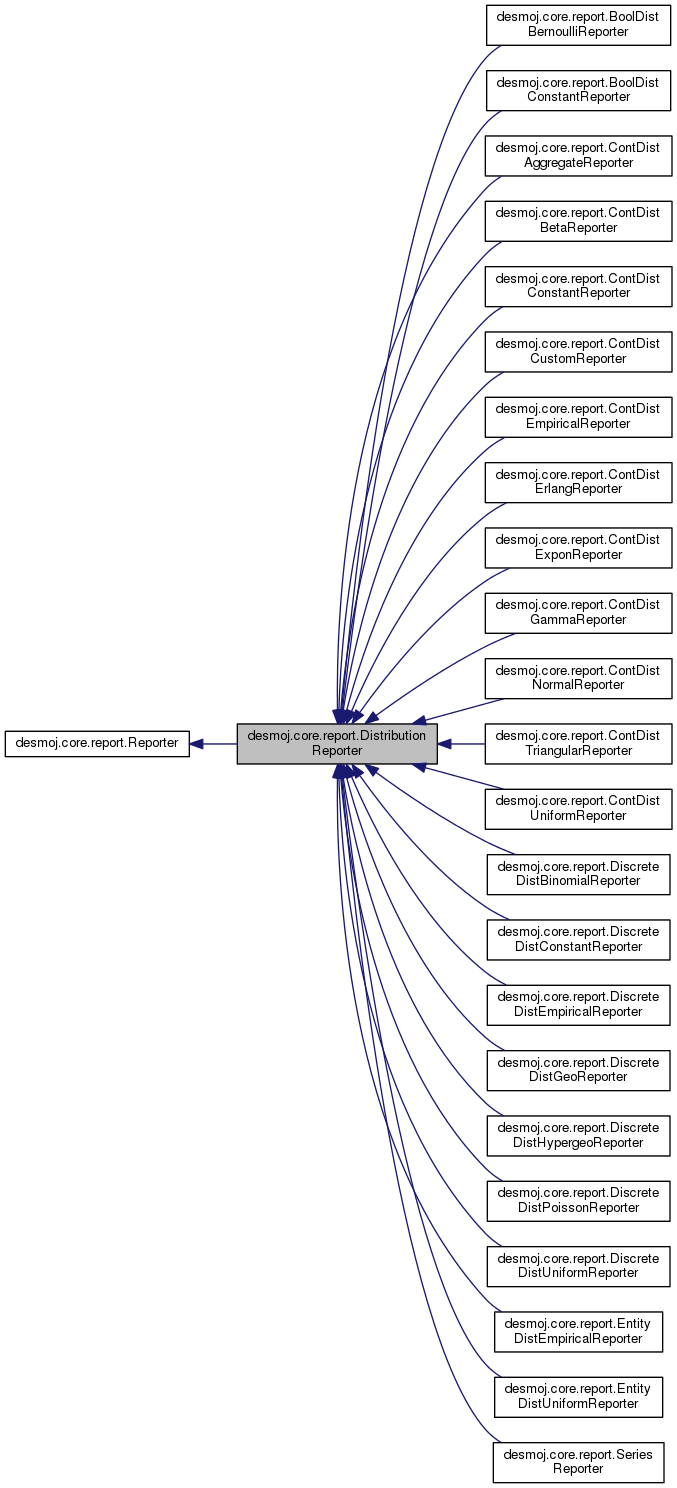 desmoj.core.report.BoolDist
BernoulliReporter
desmoj.core.report.BoolDist
ConstantReporter
desmoj.core.report.ContDist
AggregateReporter
desmoj.core.report.ContDist
BetaReporter
desmoj.core.report.ContDist
ConstantReporter
desmoj.core.report.ContDist
CustomReporter
desmoj.core.report.ContDist
EmpiricalReporter
desmoj.core.report.ContDist
ErlangReporter
desmoj.core.report.ContDist
ExponReporter
desmoj.core.report.ContDist
GammaReporter
desmoj.core.report.ContDist
NormalReporter
desmoj.core.report.Reporter
desmoj.core.report.Distribution
Reporter
desmoj.core.report.ContDist
TriangularReporter
desmoj.core.report.ContDist
UniformReporter
desmoj.core.report.Discrete
DistBinomialReporter
desmoj.core.report.Discrete
DistConstantReporter
desmoj.core.report.Discrete
DistEmpiricalReporter
desmoj.core.report.Discrete
DistGeoReporter
desmoj.core.report.Discrete
DistHypergeoReporter
desmoj.core.report.Discrete
DistPoissonReporter
desmoj.core.report.Discrete
DistUniformReporter
desmoj.core.report.Entity
DistEmpiricalReporter
desmoj.core.report.Entity
DistUniformReporter
desmoj.core.report.Series
Reporter